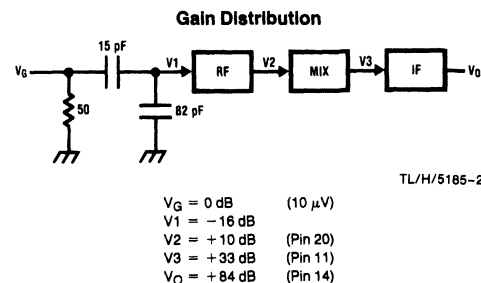 Gain Distribution
15 pF
VG
V1
RF
V2
MIX
V3
IF
VO
50
82 pF
TL/H/5185-2
VG = 0 dB (10 μV)
V1 = −16 dB
V2 = +10 dB (Pin 20)
V3 = +33 dB (Pin 11)
VO = +84 dB (Pin 14)